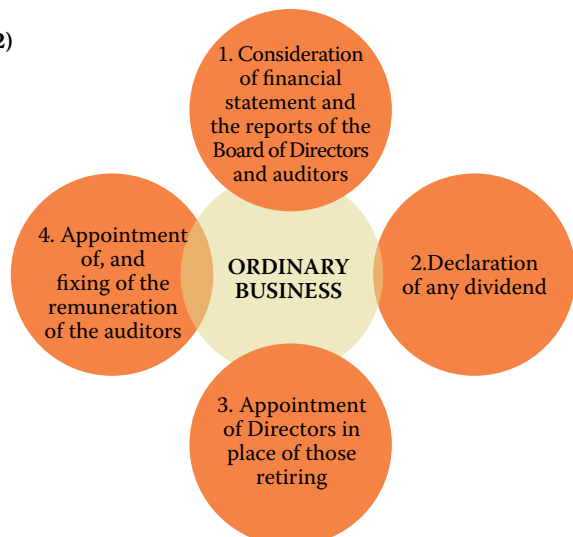 2)
1. Consideration
of financial
statement and
the reports of the
Board of Directors
and auditors
4. Appointment
of, and
fixing of the
remuneration
of the auditors
ORDINARY
BUSINESS
2.Declaration
of any dividend
3. Appointment
of Directors in
place of those
retiring